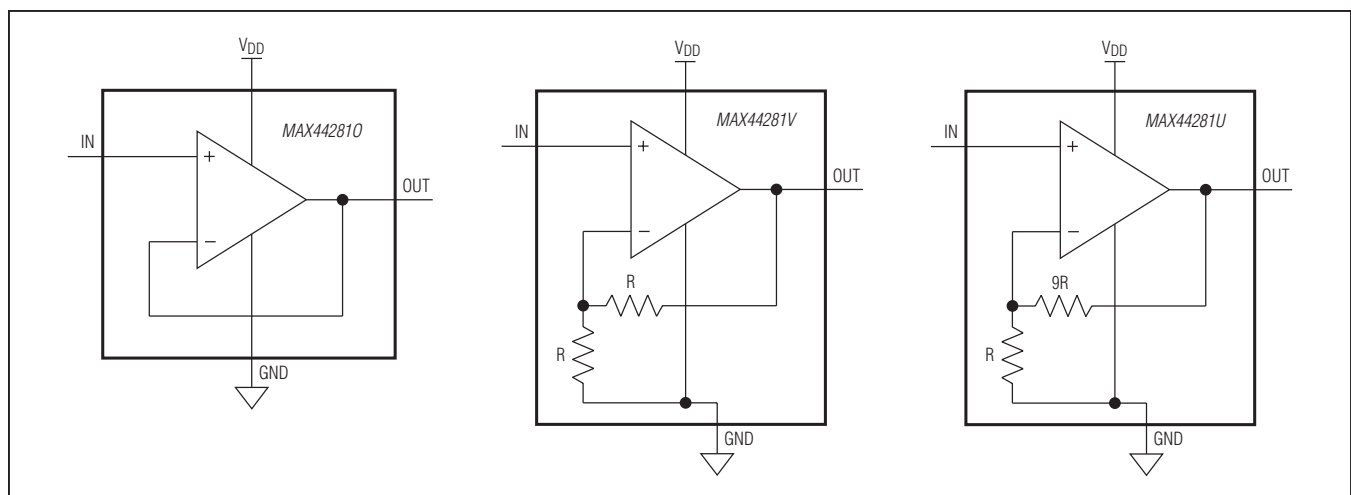 VDD
MAX44281O
IN
+
−
OUT
GND
VDD
MAX44281V
IN
+
−
OUT
R
R
GND
VDD
MAX44281U
IN
+
−
OUT
9R
R
GND